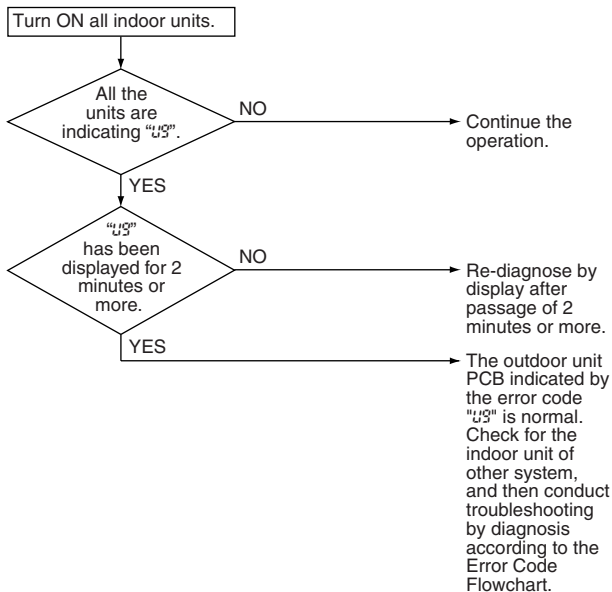 Turn ON all indoor units.
All the
units are
indicating “U9”.
NO
Continue the
operation.
YES
“U9”
has been
displayed for 2
minutes or
more.
NO
Re-diagnose by
display after
passage of 2
minutes or more.
YES
The outdoor unit
PCB indicated by
the error code
"U9" is normal.
Check for the
indoor unit of
other system,
and then conduct
troubleshooting
by diagnosis
according to the
Error Code
Flowchart.